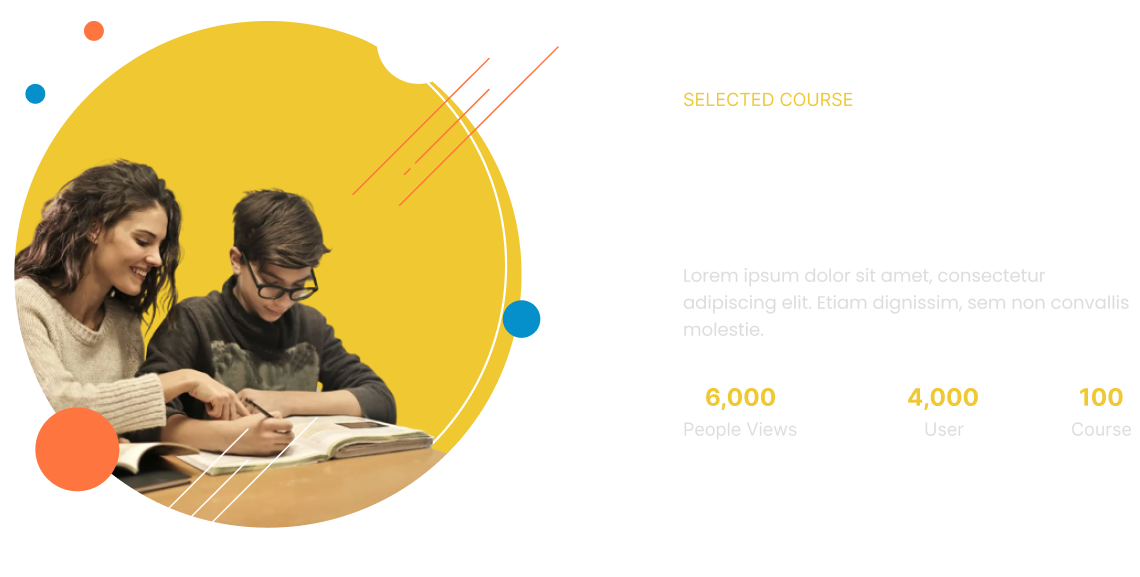 SELECTED COURSE
Lorem ipsum dolor sit amet, consectetur
adipiscing elit. Etiam dignissim, sem non convallis
molestie.
6,000 4,000 100
People Views User Course